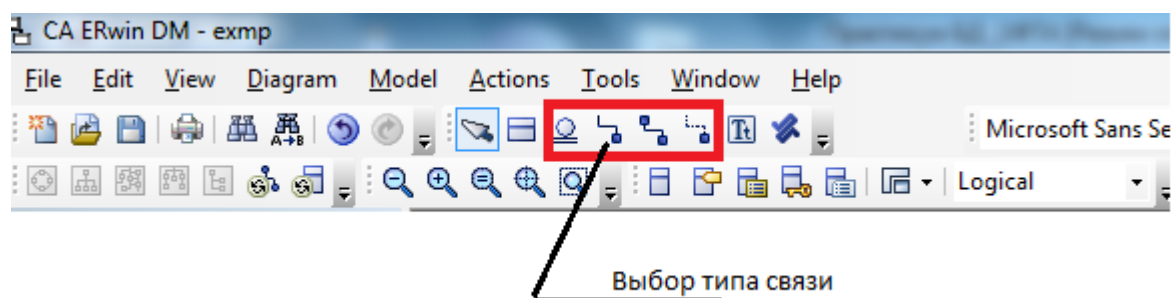 CA ERwin DM - exmp
File Edit View Diagram Model Actions Tools Window Help
A→B Tt Microsoft Sans Se
Logical
Выбор типа связи